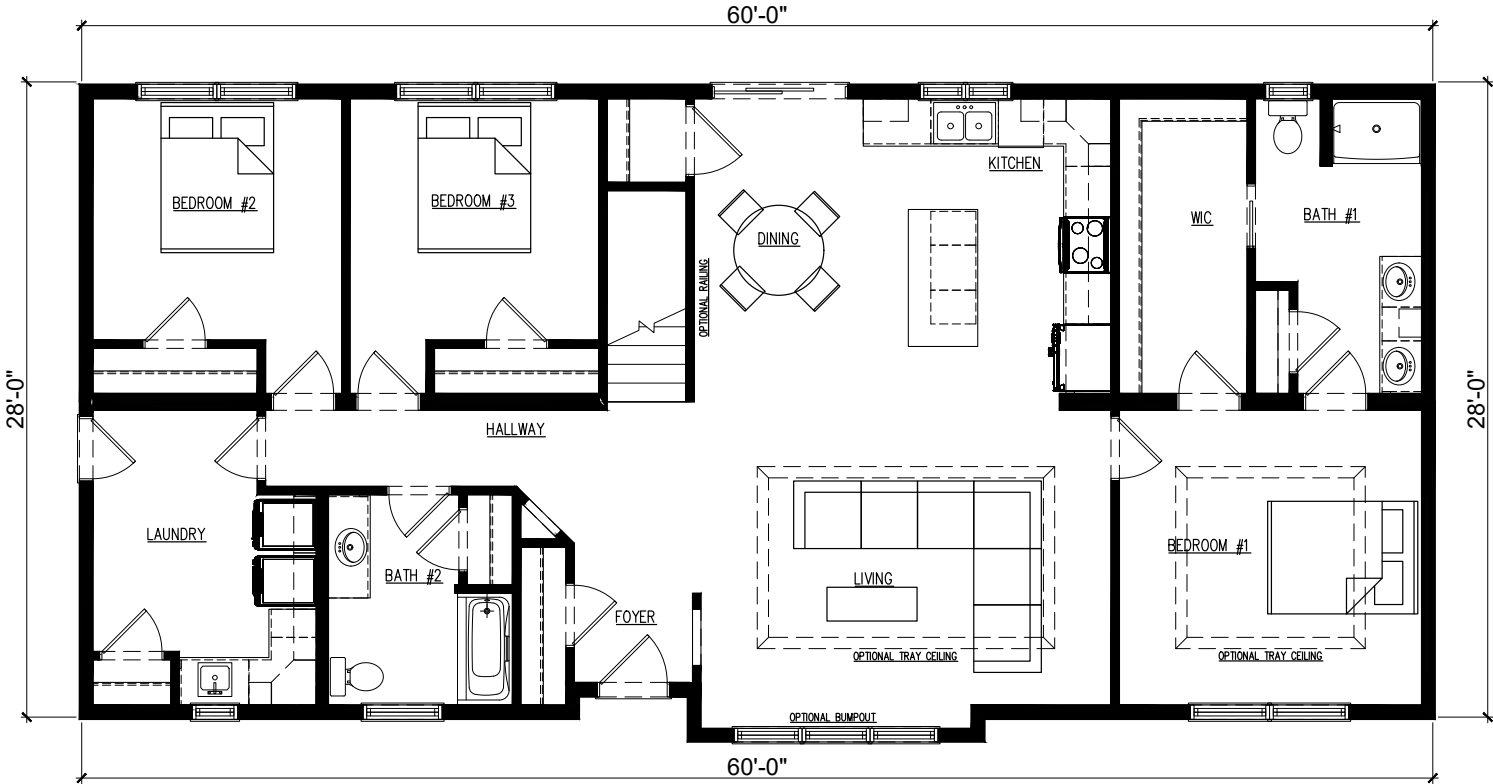 60'-0"
BEDROOM #2
BEDROOM #3
KITCHEN
WIC
BATH #1
DINING
OPTIONAL RAILING
28'-0"
28'-0"
HALLWAY
LAUNDRY
BATH #2
LIVING
BEDROOM #1
FOYER
OPTIONAL TRAY CEILING
OPTIONAL TRAY CEILING
OPTIONAL BUMPOUT
60'-0"